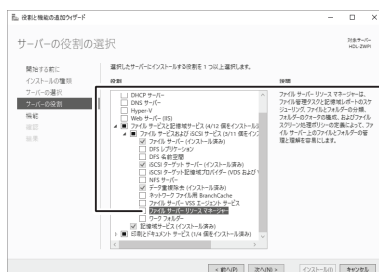 役割と機能の追加ウィザード
サーバーの役割の選択
対象サーバー
開始する前に
インストールの種類
サーバーの選択
サーバーの役割
機能
確認
結果
選択したサーバーにインストールする役割を 1 つ以上選択します。
役割
説明
DHCP サーバー
DNS サーバー
Hyper-V
Web サーバー (IIS)
ファイル サービスと記憶域サービス (4/12 個をインストール
ファイル サービスおよび iSCSI サービス (3/11 個をイン
ファイル サーバー (インストール済み)
DFS レプリケーション
DFS 名前空間
iSCSI ターゲット サーバー (インストール済み)
iSCSI ターゲット記憶域プロバイダー (VDS および
NFS サーバー
データ重複除去 (インストール済み)
ネットワーク ファイル用 BranchCache
ファイル サーバー VSS エージェント サービス
ファイル サーバー リソース マネージャー
ワーク フォルダー
記憶域サービス (インストール済み)
印刷とドキュメント サービス (1/4 個をインストール済み)
ファイル サーバー リソース マネージャーは、
ファイル管理タスクと記憶域レポートのスケ
ジューリング、ファイルとフォルダーの分類、
フォルダーのクォータの構成、およびファイル
スクリーン処理ポリシーの定義によって、ファ
イル サーバー上のファイルとフォルダーの管
理と理解を容易にします。
< 前へ(P)
次へ(N) >
インストール(I)
キャンセル